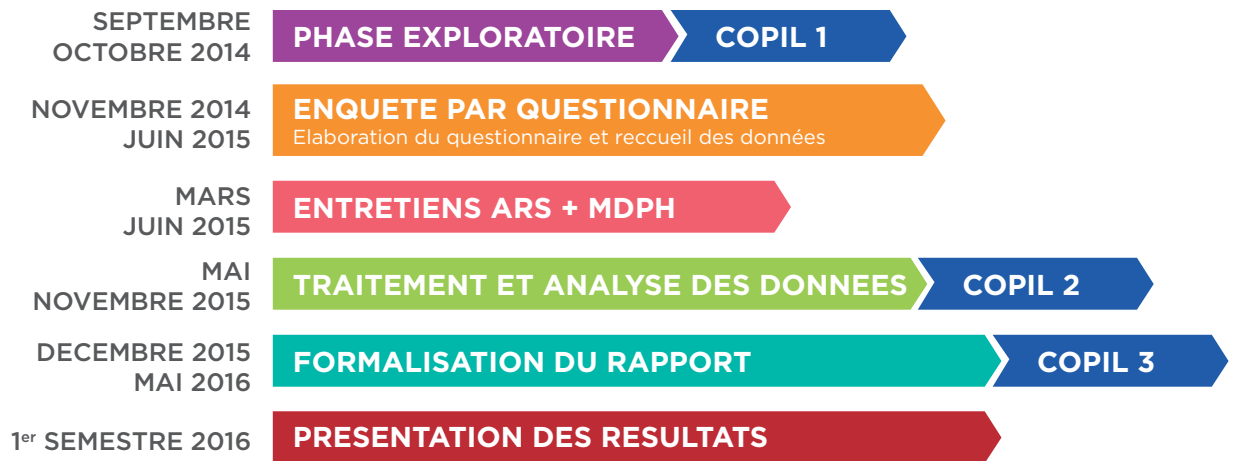 SEPTEMBRE
OCTOBRE 2014
PHASE EXPLORATOIRE
COPIL 1
NOVEMBRE 2014
JUIN 2015
ENQUETE PAR QUESTIONNAIRE
Elaboration du questionnaire et reccueil des données
MARS
JUIN 2015
ENTRETIENS ARS + MDPH
MAI
NOVEMBRE 2015
TRAITEMENT ET ANALYSE DES DONNEES
COPIL 2
DECEMBRE 2015
MAI 2016
FORMALISATION DU RAPPORT
COPIL 3
1er SEMESTRE 2016
PRESENTATION DES RESULTATS